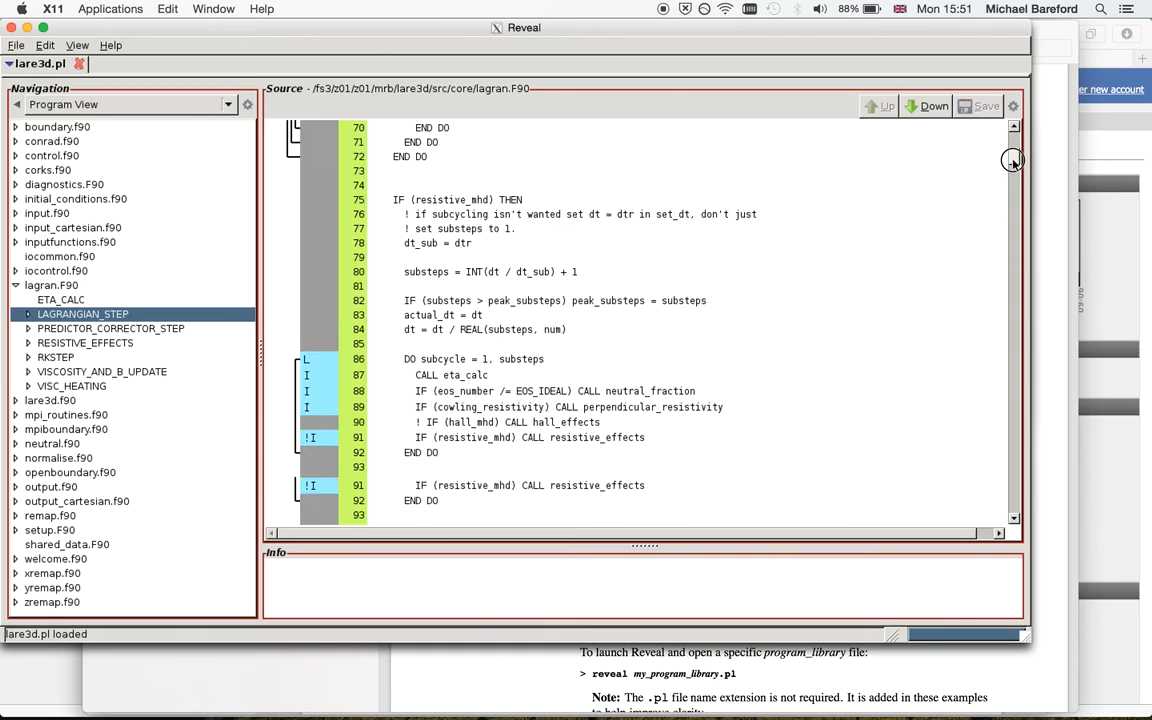 X11 Applications Edit Window Help 88% Mon 15:51 Michael Bareford
Reveal
File Edit View Help
lare3d.pl
er new account
Navigation
Program View
boundary.f90
conrad.f90
control.f90
corks.f90
diagnostics.F90
initial_conditions.f90
input.f90
input_cartesian.f90
inputfunctions.f90
iocommon.f90
iocontrol.f90
lagran.F90
ETA_CALC
LAGRANGIAN_STEP
PREDICTOR_CORRECTOR_STEP
RESISTIVE_EFFECTS
RKSTEP
VISCOSITY_AND_B_UPDATE
VISC_HEATING
lare3d.f90
mpi_routines.f90
mpiboundary.f90
neutral.f90
normalise.f90
openboundary.f90
output.f90
output_cartesian.f90
remap.f90
setup.F90
shared_data.F90
welcome.f90
xremap.f90
yremap.f90
zremap.f90
Source - /fs3/z01/z01/mrb/lare3d/src/core/lagran.F90
Up Down Save
70 END DO
71 END DO
72 END DO
73
74
75 IF (resistive_mhd) THEN
76 ! if subcycling isn't wanted set dt = dtr in set_dt, don't just
77 ! set substeps to 1.
78 dt_sub = dtr
79
80 substeps = INT(dt / dt_sub) + 1
81
82 IF (substeps > peak_substeps) peak_substeps = substeps
83 actual_dt = dt
84 dt = dt / REAL(substeps, num)
85
L 86 DO subcycle = 1, substeps
I 87 CALL eta_calc
I 88 IF (eos_number /= EOS_IDEAL) CALL neutral_fraction
I 89 IF (cowling_resistivity) CALL perpendicular_resistivity
90 ! IF (hall_mhd) CALL hall_effects
!I 91 IF (resistive_mhd) CALL resistive_effects
92 END DO
93
!I 91 IF (resistive_mhd) CALL resistive_effects
92 END DO
93
Info
lare3d.pl loaded
To launch Reveal and open a specific program_library file:
> reveal my_program_library.pl
Note: The .pl file name extension is not required. It is added in these examples
to help improve clarity.